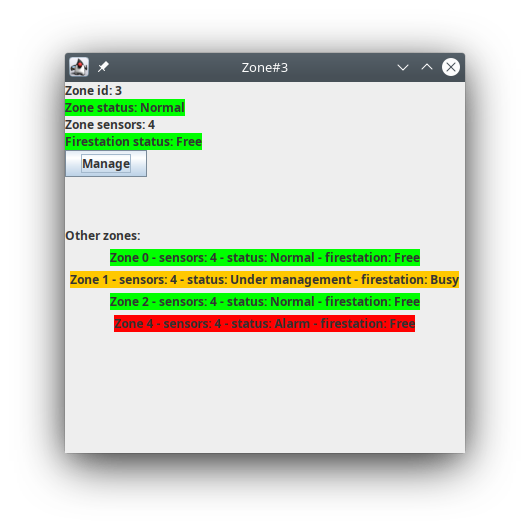 Zone#3
Zone id: 3
Zone status: Normal
Zone sensors: 4
Firestation status: Free
Manage
Other zones:
Zone 0 - sensors: 4 - status: Normal - firestation: Free
Zone 1 - sensors: 4 - status: Under management - firestation: Busy
Zone 2 - sensors: 4 - status: Normal - firestation: Free
Zone 4 - sensors: 4 - status: Alarm - firestation: Free